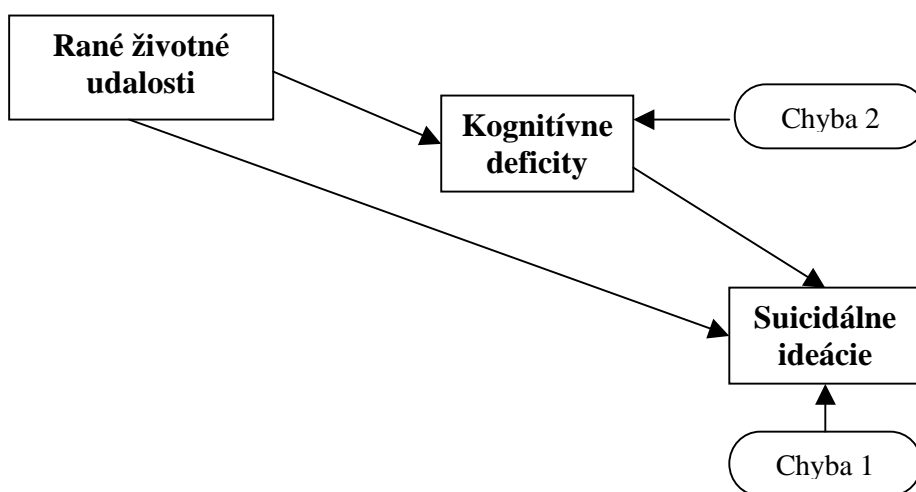 Rané životné
udalosti
Kognitívne
deficity
Chyba 2
Suicidálne
ideácie
Chyba 1